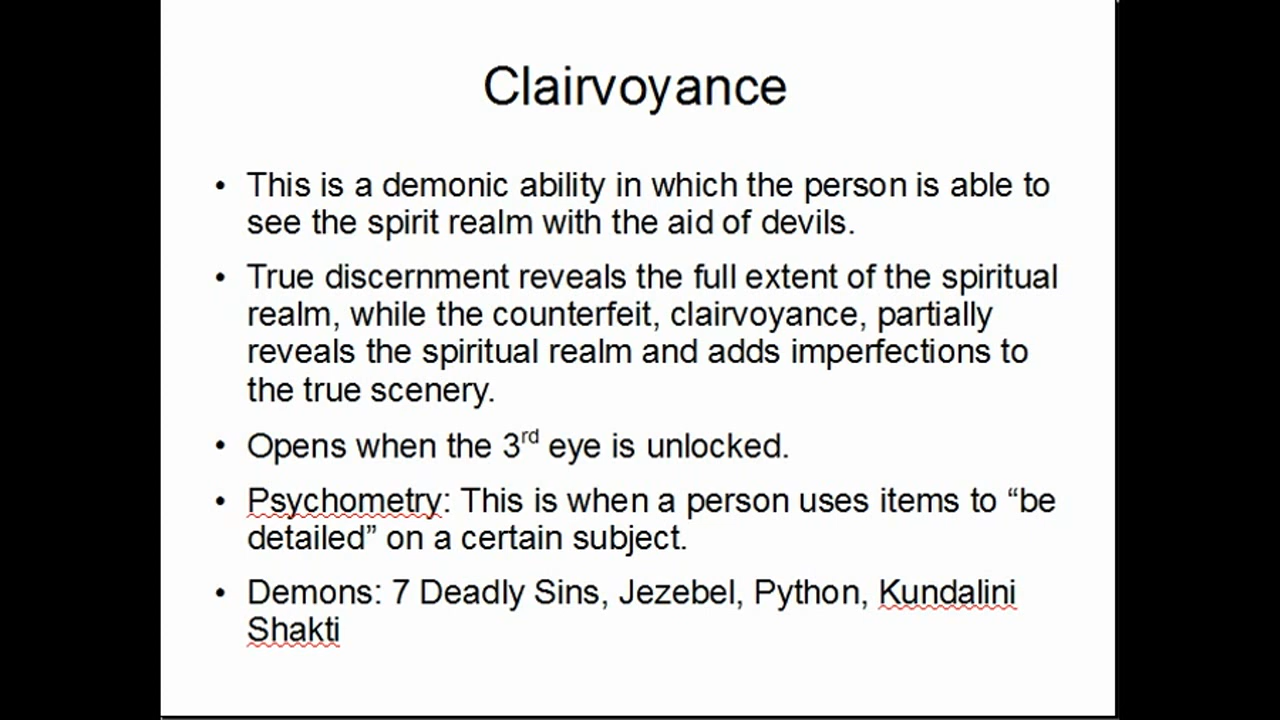 Clairvoyance
• This is a demonic ability in which the person is able to
see the spirit realm with the aid of devils.
• True discernment reveals the full extent of the spiritual
realm, while the counterfeit, clairvoyance, partially
reveals the spiritual realm and adds imperfections to
the true scenery.
• Opens when the 3rd eye is unlocked.
• Psychometry: This is when a person uses items to “be
detailed” on a certain subject.
• Demons: 7 Deadly Sins, Jezebel, Python, Kundalini
Shakti